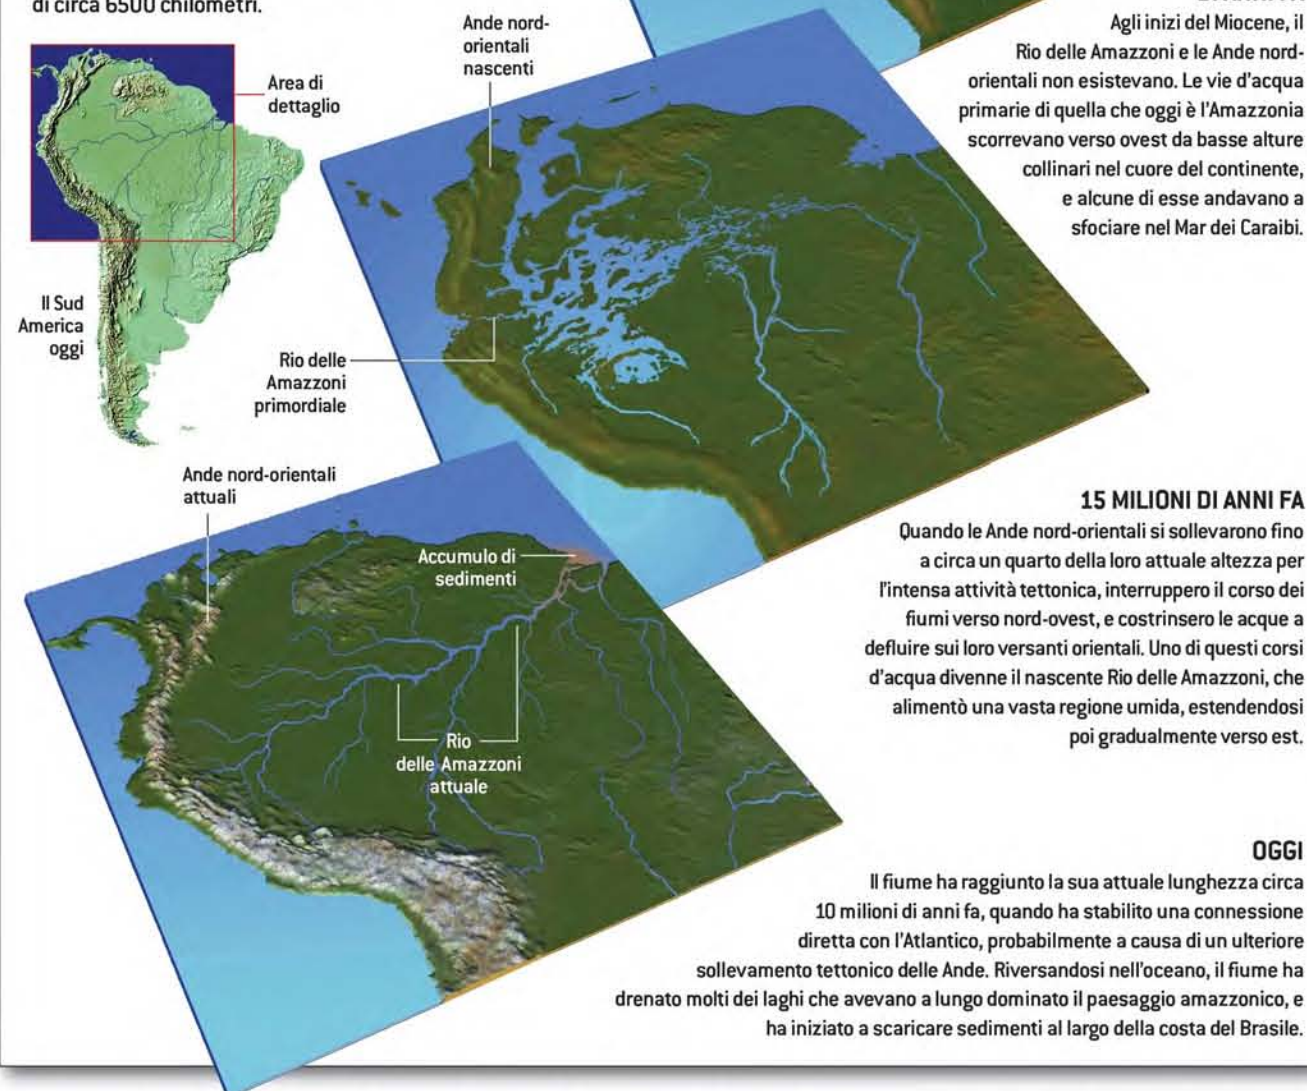 di circa 6500 chilometri.
Area di
dettaglio
Il Sud
America
oggi
Ande nord-
orientali
nascenti
Rio delle
Amazzoni
primordiale
Agli inizi del Miocene, il
Rio delle Amazzoni e le Ande nord-
orientali non esistevano. Le vie d'acqua
primarie di quella che oggi è l'Amazzonia
scorrevano verso ovest da basse alture
collinari nel cuore del continente,
e alcune di esse andavano a
sfociare nel Mar dei Caraibi.
15 MILIONI DI ANNI FA
Quando le Ande nord-orientali si sollevarono fino
a circa un quarto della loro attuale altezza per
l'intensa attività tettonica, interruppero il corso dei
fiumi verso nord-ovest, e costrinsero le acque a
defluire sui loro versanti orientali. Uno di questi corsi
d'acqua divenne il nascente Rio delle Amazzoni, che
alimentò una vasta regione umida, estendendosi
poi gradualmente verso est.
Ande nord-orientali
attuali
Accumulo di
sedimenti
Rio
delle Amazzoni
attuale
OGGI
Il fiume ha raggiunto la sua attuale lunghezza circa
10 milioni di anni fa, quando ha stabilito una connessione
diretta con l'Atlantico, probabilmente a causa di un ulteriore
sollevamento tettonico delle Ande. Riversandosi nell'oceano, il fiume ha
drenato molti dei laghi che avevano a lungo dominato il paesaggio amazzonico, e
ha iniziato a scaricare sedimenti al largo della costa del Brasile.